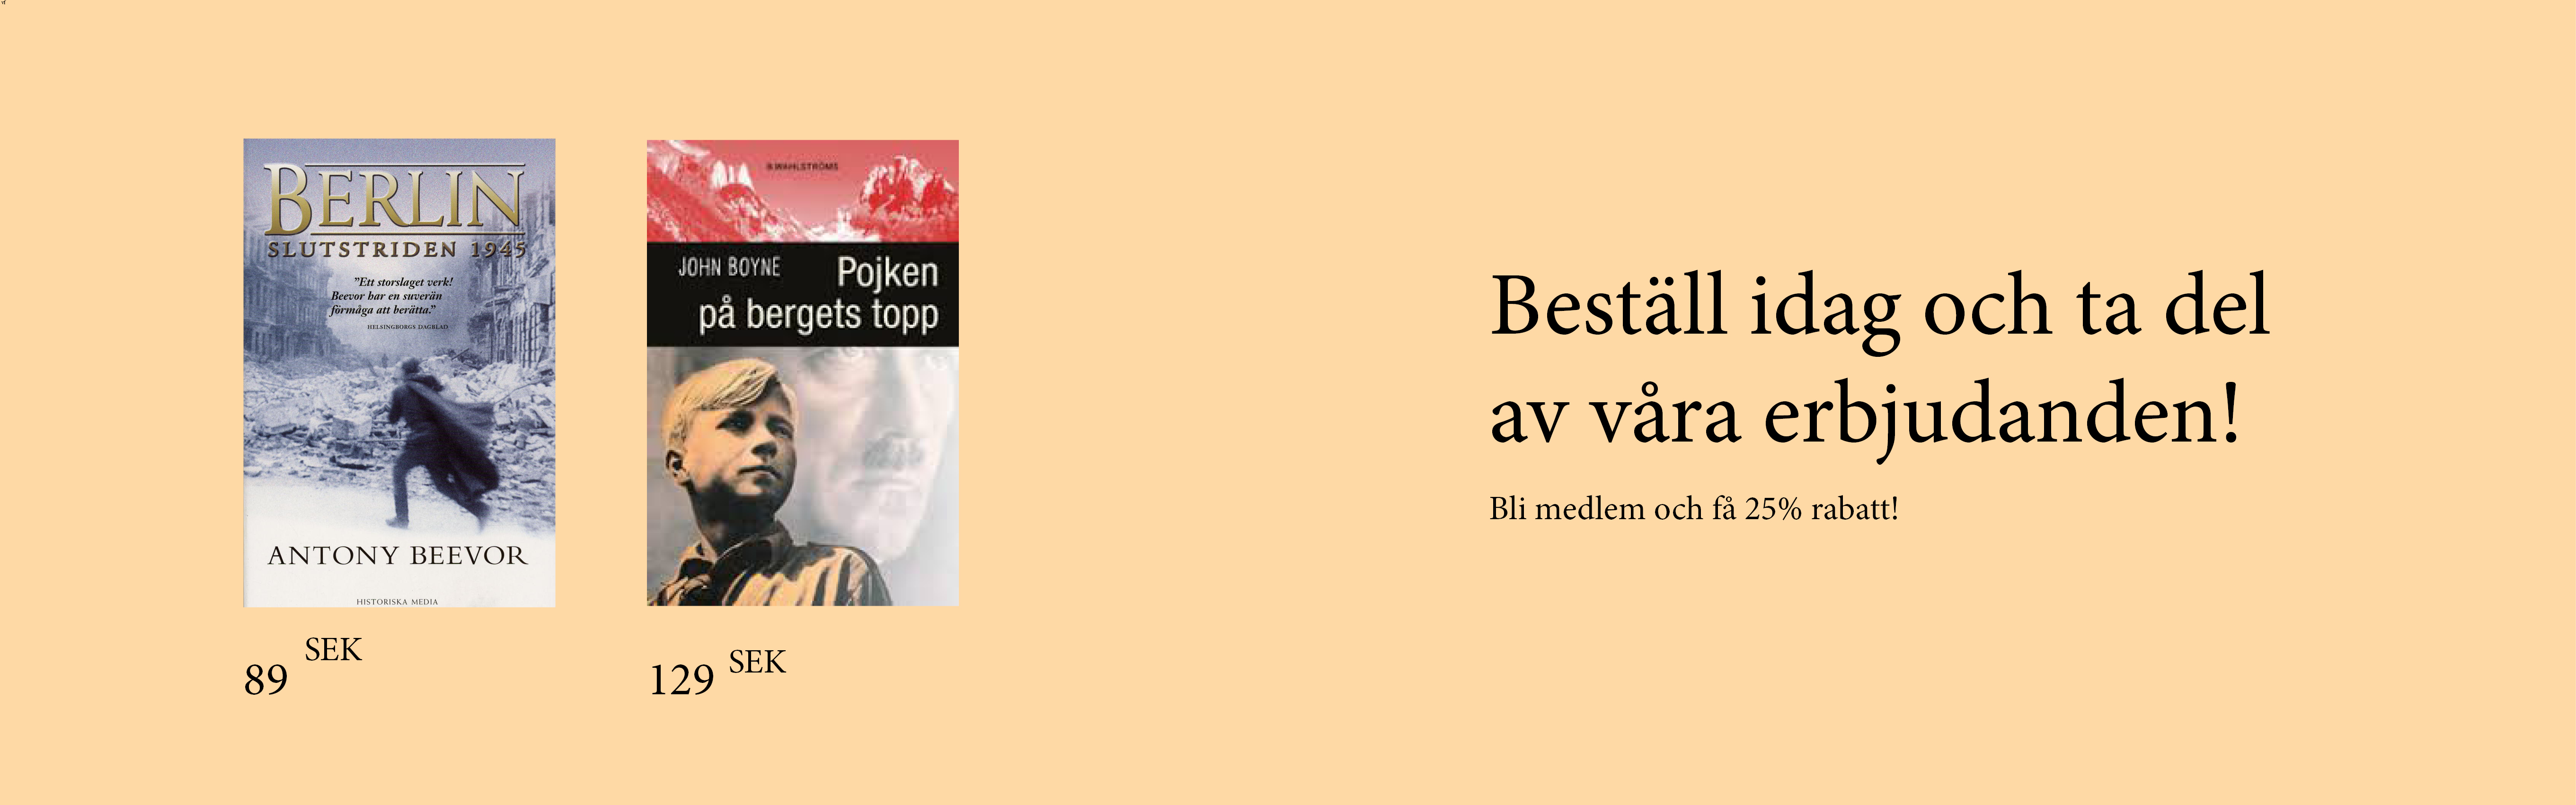 BERLIN
SLUTSTRIDEN 1945
"Ett storslaget verk!
Beevor har en suverän
förmåga att berätta."
HELSINGBORGS DAGBLAD
ANTONY BEEVOR
HISTORISKA MEDIA
89 SEK
B WAHLSTRÖMS
JOHN BOYNE Pojken
på bergets topp
129 SEK
Beställ idag och ta del
av våra erbjudanden!
Bli medlem och få 25% rabatt!